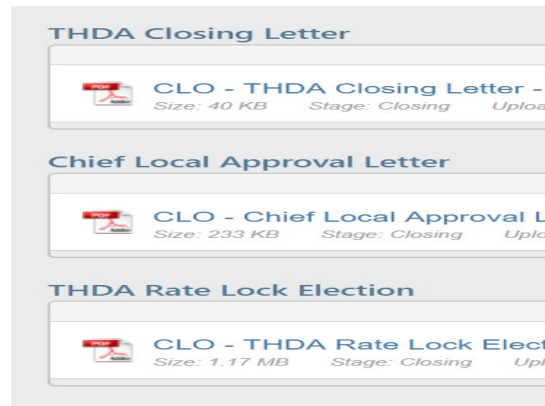 THDA Closing Letter
CLO - THDA Closing Letter -
Size: 40 KB Stage: Closing Uploa
Chief Local Approval Letter
CLO - Chief Local Approval L
Size: 233 KB Stage: Closing Uplo
THDA Rate Lock Election
CLO - THDA Rate Lock Elect
Size: 1.17 MB Stage: Closing Upl